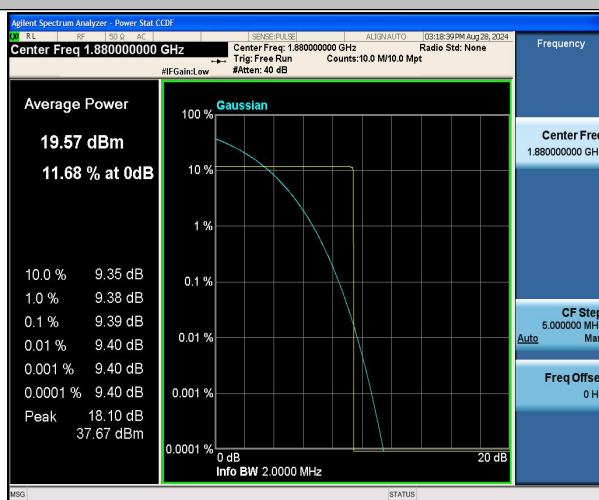 Agilent Spectrum Analyzer - Power Stat CCDF
RL RF 50 Ω AC SENSE:PULSE ALIGNAUTO 03:18:39 PM Aug 28, 2024
Center Freq 1.880000000 GHz
Center Freq: 1.880000000 GHz Radio Std: None
Trig: Free Run Counts:10.0 M/10.0 Mpt
#IFGain:Low #Atten: 40 dB
Frequency
Average Power
19.57 dBm
11.68 % at 0dB
10.0 % 9.35 dB
1.0 % 9.38 dB
0.1 % 9.39 dB
0.01 % 9.40 dB
0.001 % 9.40 dB
0.0001 % 9.40 dB
Peak 18.10 dB
37.67 dBm
Gaussian
100 %
10 %
1 %
0.1 %
0.01 %
0.001 %
0.0001 %
0 dB 20 dB
Info BW 2.0000 MHz
Center Fre
1.880000000 GH
CF Step
5.000000 MH
Auto Ma
Freq Offse
0 H
MSG STATUS